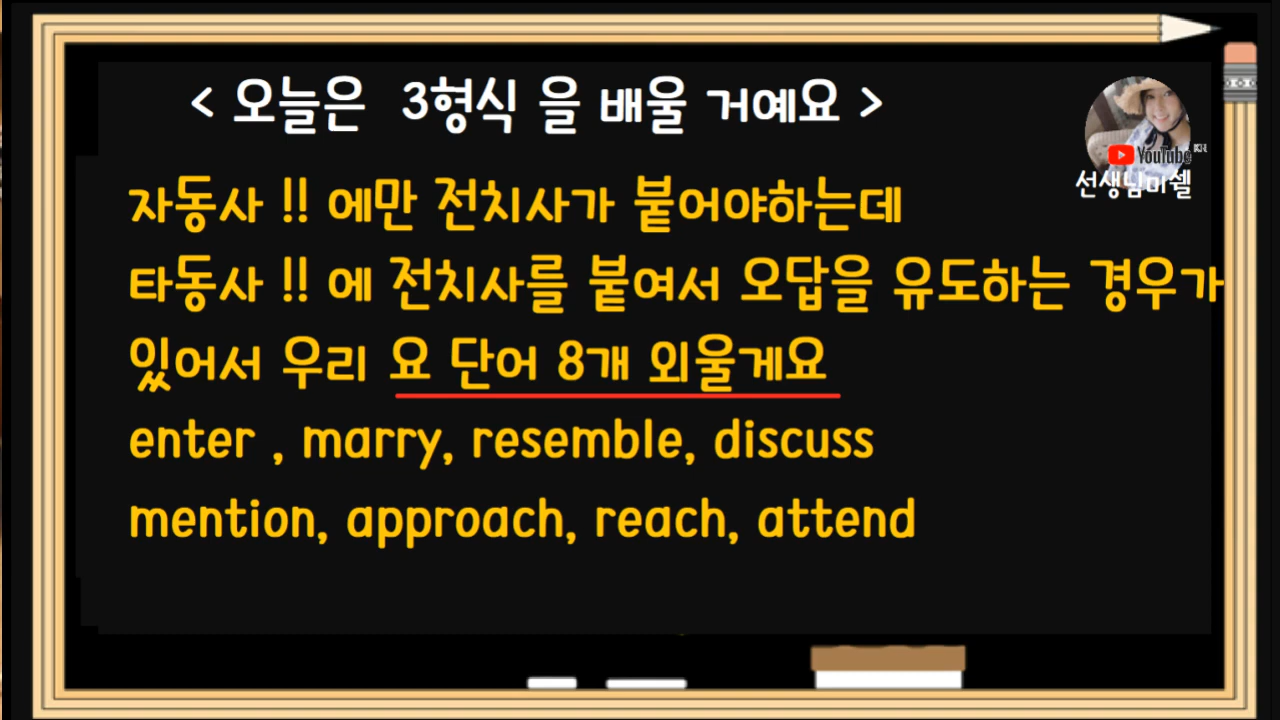 < 오늘은 3형식 을 배울 거예요 >
YouTube KR
선생님미쉘
자동사 !! 에만 전치사가 붙어야하는데
타동사 !! 에 전치사를 붙여서 오답을 유도하는 경우가
있어서 우리 요 단어 8개 외울게요
enter , marry, resemble, discuss
mention, approach, reach, attend